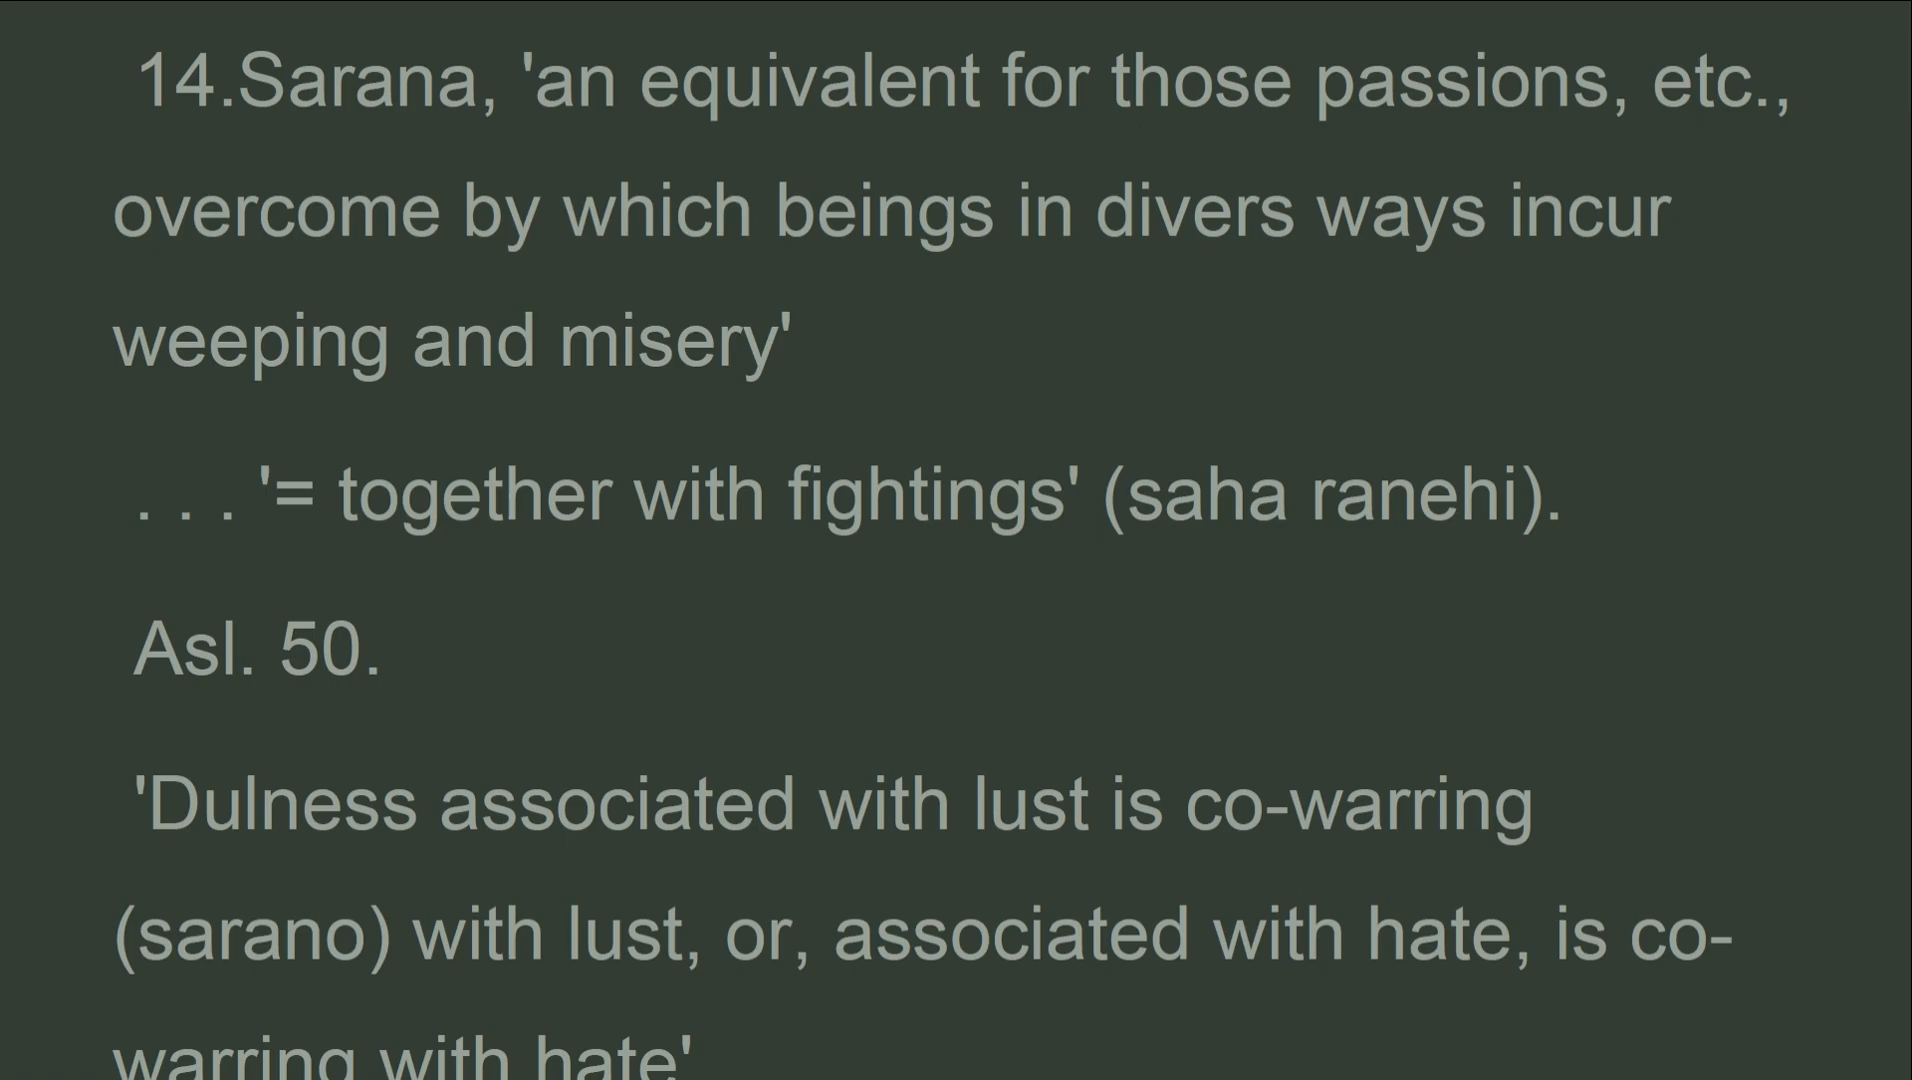 14.Sarana, 'an equivalent for those passions, etc.,
overcome by which beings in divers ways incur
weeping and misery'
. . . '= together with fightings' (saha ranehi).
Asl. 50.
'Dulness associated with lust is co-warring
(sarano) with lust, or, associated with hate, is co-
warring with hate'